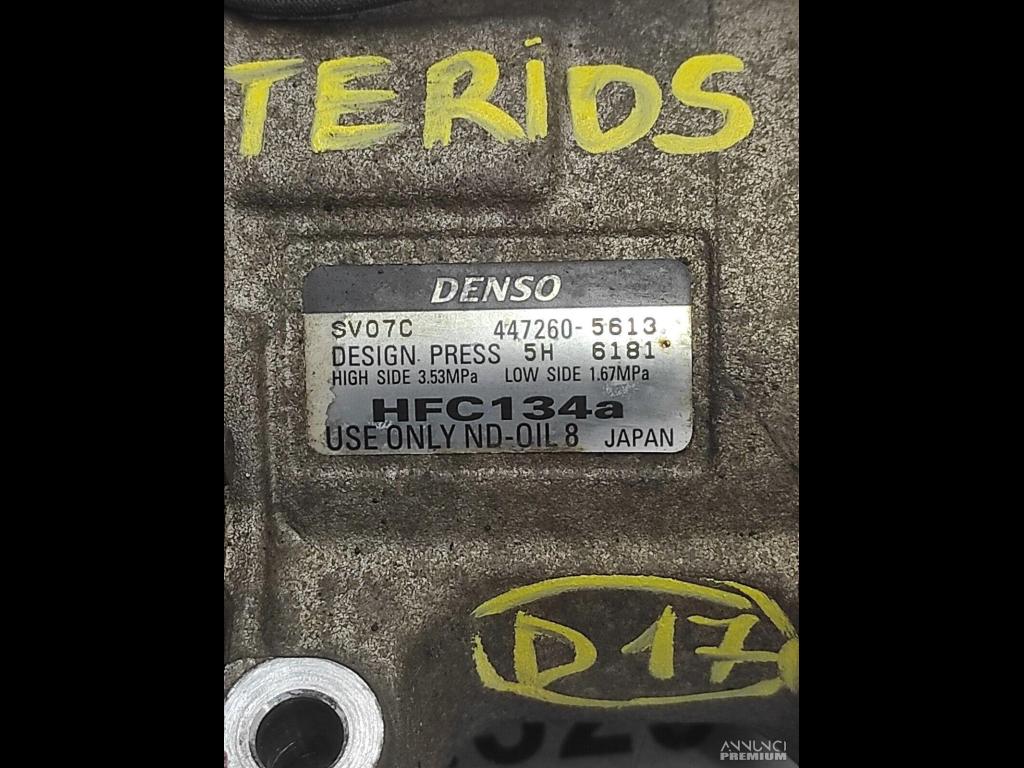 TERIOS
DENSO
SV07C 447260-5613
DESIGN PRESS 5H 6181
HIGH SIDE 3.53MPa LOW SIDE 1.67MPa
HFC134a
USE ONLY ND-OIL 8 JAPAN
D17
ANNUNCI
PREMIUM